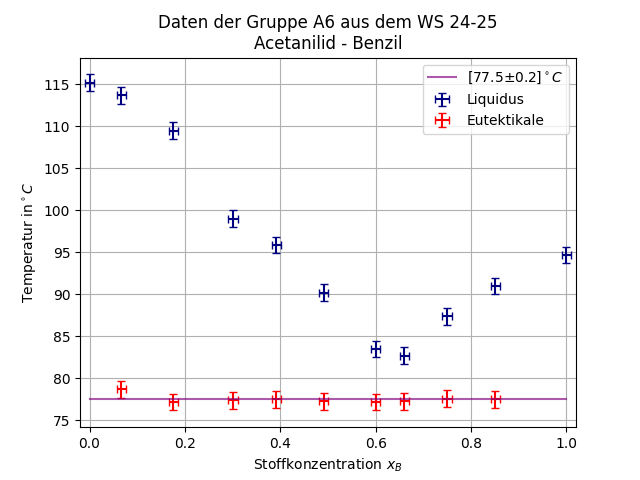 Daten der Gruppe A6 aus dem WS 24-25
Acetanilid - Benzil
[77.5±0.2]°C
Liquidus
Eutektikale
Temperatur in°C
115
110
105
100
95
90
85
80
75
0.0 0.2 0.4 0.6 0.8 1.0
Stoffkonzentration x_B